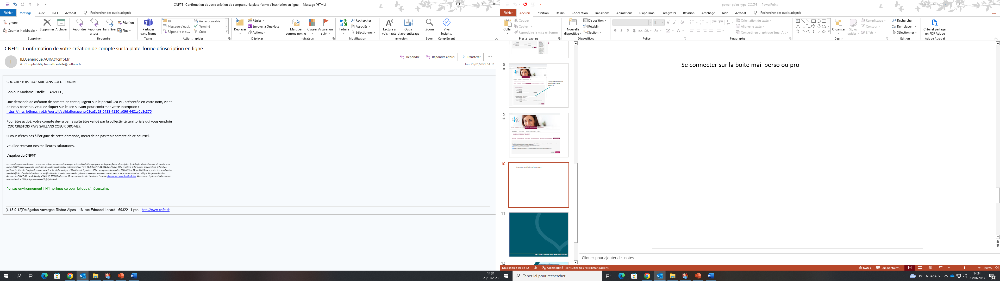 CNFPT : Confirmation de votre création de compte sur la plate-forme d'inscription en ligne - Message (HTML)
Fichier Message Aide ESET Acrobat Rechercher des outils adaptés
Ignorer
Courrier indésirable
Supprimer Archiver
Supprimer
Répondre Répondre à tous Transférer
Réunion
Plus
Répondre
Partager dans Teams
Teams
TP
Message d'équi...
Répondre et su...
Au responsable
Terminé
Créer
Actions rapides
Déplacer
Règles
Envoyer à OneNote
Actions
Déplacer
Marquer comme non lu
Classer
Assurer un suivi
Indicateurs
Traduire
Rechercher
Associés
Sélectionner
Modification
Lecture à voix haute
Outils d'apprentissage
Immersion
Zoom
Zoom
Viva Insights
Complément
CNFPT : Confirmation de votre création de compte sur la plate-forme d'inscription en ligne
I
IELGenerique.AURA@cnfpt.fr
À Comptabilité; franzetti.estelle@outlook.fr
Répondre Répondre à tous Transférer
lun. 23/01/2023 14:32
CDC CRESTOIS PAYS SAILLANS COEUR DROME
Bonjour Madame Estelle FRANZETTI,
Une demande de création de compte en tant qu'agent sur le portail CNFPT, présentée en votre nom, vient
de nous parvenir. Veuillez cliquer sur le lien suivant pour confirmer votre inscription :
https://inscription.cnfpt.fr/portail/validationagent/63ce8c59-6488-4130-a096-4481c0a8c875
Pour être activé, votre compte devra par la suite être validé par la collectivité territoriale qui vous emploie
(CDC CRESTOIS PAYS SAILLANS COEUR DROME).
Si vous n'êtes pas à l'origine de cette demande, merci de ne pas tenir compte de ce courriel.
Veuillez recevoir nos meilleures salutations.
L'équipe du CNFPT
Les données personnelles vous concernant, saisies par vous-même ou par votre collectivité employeuse sur la plate-forme d'inscription, font l'objet d'un traitement nécessaire pour
que le CNFPT puisse accomplir sa mission de service public définie notamment par l'art. 11 de la loi n° 84-594 du 12 juillet 1984 relative à la formation des agents de la fonction
publique territoriale. Conform& eacute;ment à la loi « Informatique et libertés » du 6 janvier 1978 et au règlement européen 2016/679 du 27 avril 2016 sur la protection des données,
vous bénéficiez d'un droit d'accès et de rectification des données personnelles qui vous concernent, que vous pouvez exercer en vous adressant au délégué à la protection des
données du CNFPT, 80, rue de Reuilly, CS 41232, 75578 Paris cedex 12, ou par courrier électronique à l'adresse donneespersonnelles@cnfpt.fr. Vous pouvez également adresser une
réclamation à la CNIL (htt ps://www.cnil.fr/fr/plaintes).
Pensez environnement ! N'imprimez ce courriel que si nécessaire.
[4.13.0-12]Délégation Auvergne-Rhône-Alpes - 18, rue Edmond Locard - 69322 - Lyon - http://www.cnfpt.fr
14:34
23/01/2023
power_point_type_CCCPS - PowerPoint
Comptabilité C
Fichier Accueil Insertion Dessin Conception Transitions Animations Diaporama Enregistrer Révision Affichage Aide Acrobat Rechercher des outils adaptés
Coller
Couper
Copier
Reproduire la mise en forme
Presse-papiers
Nouvelle diapositive
Disposition
Rétablir
Section
Diapositives
18
G I S S abc AV Aa
Police
Orientation du texte
Aligner le texte
Convertir en graphique SmartArt
Paragraphe
Organiser
Styles rapides
Remplissage
Contour
Effets
Dessin
Rechercher
Remplacer
Sélectionner
Édition
Créer et partager un PDF Adobe
Adobe Acrobat
8
Correspondant formation
Sélectionner Estelle
FRANZETTI
9
CRÉER VOTRE COMPTE AGENT
10
Se connecter sur la boite mail perso ou pro
11
12
Se connecter sur la boite mail perso ou pro
Cliquez pour ajouter des notes
Diapositive 10 de 12 Accessibilité : consultez nos recommandations
Notes Commentaires 109 %
Taper ici pour rechercher
3°C Nuageux
14:34
23/01/2023
22